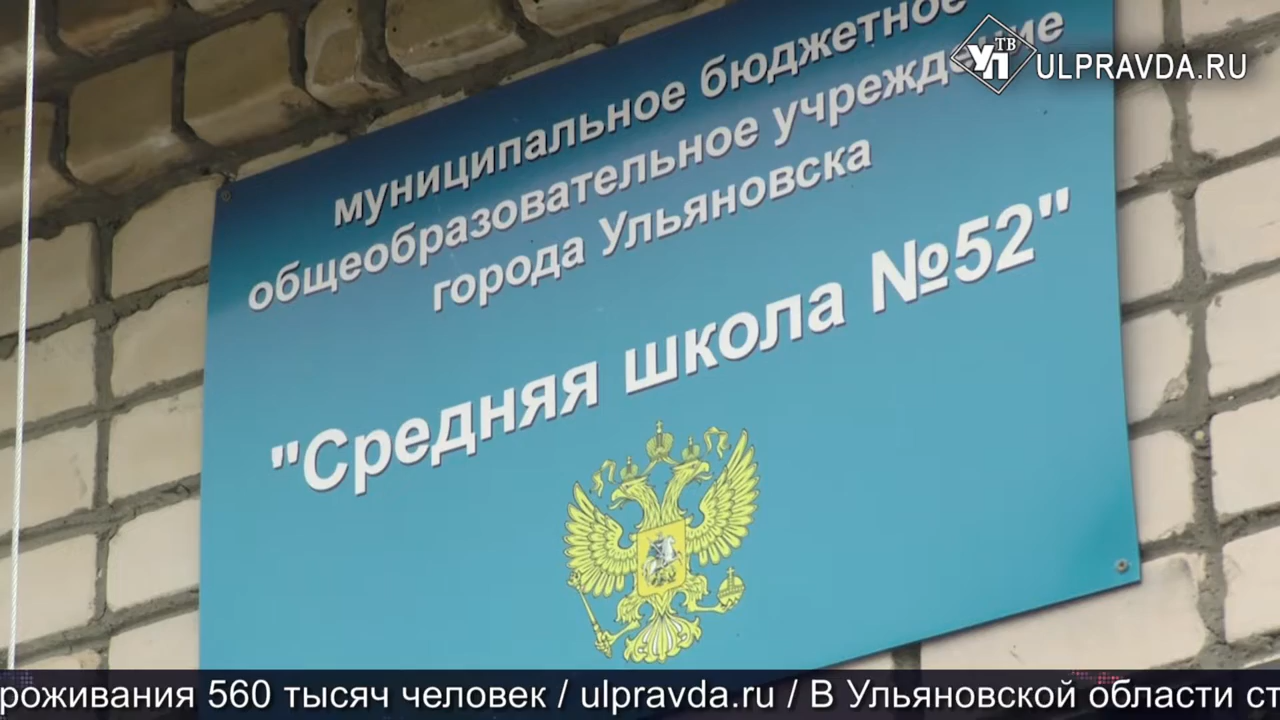 муниципальное бюджетное
общеобразовательное учреждение
города Ульяновска
"Средняя школа №52"
УП ТВ ULPRAVDA.RU
роживания 560 тысяч человек / ulpravda.ru / В Ульяновской области ст